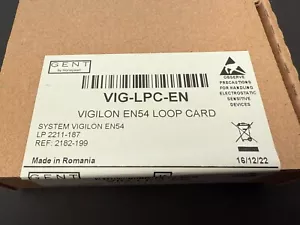 GENT
by Honeywell
VIG-LPC-EN
VIGILON EN54 LOOP CARD
SYSTEM VIGILON EN54
LP 2211-187
REF: 2182-199
Made in Romania
OBSERVE
PRECAUTIONS
FOR HANDLING
ELECTROSTATIC
SENSITIVE
DEVICES
16/12/22